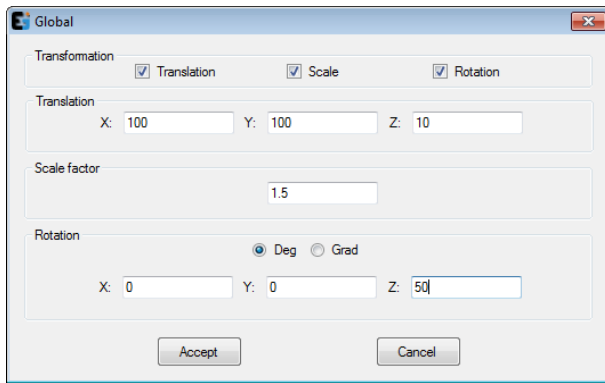 Global
Transformation
Translation Scale Rotation
Translation
X: 100 Y: 100 Z: 10
Scale factor
1.5
Rotation
Deg Grad
X: 0 Y: 0 Z: 50
Accept Cancel